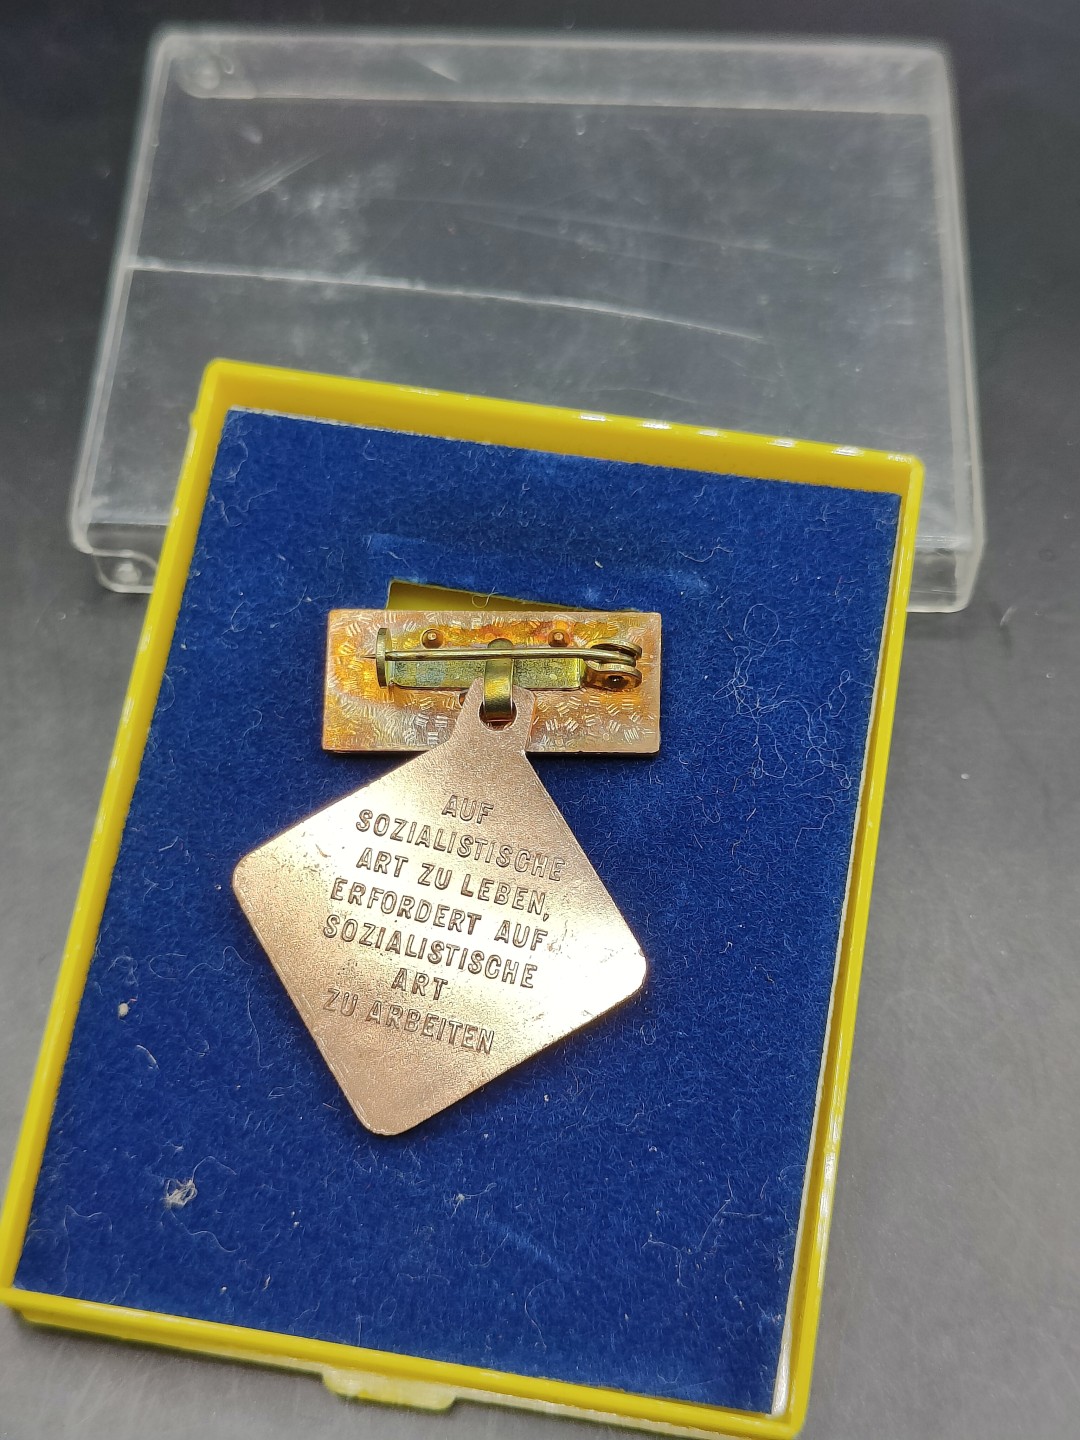 AUF
SOZIALISTISCHE
ART ZU LEBEN,
ERFORDERT AUF
SOZIALISTISCHE
ART
ZU ARBEITEN